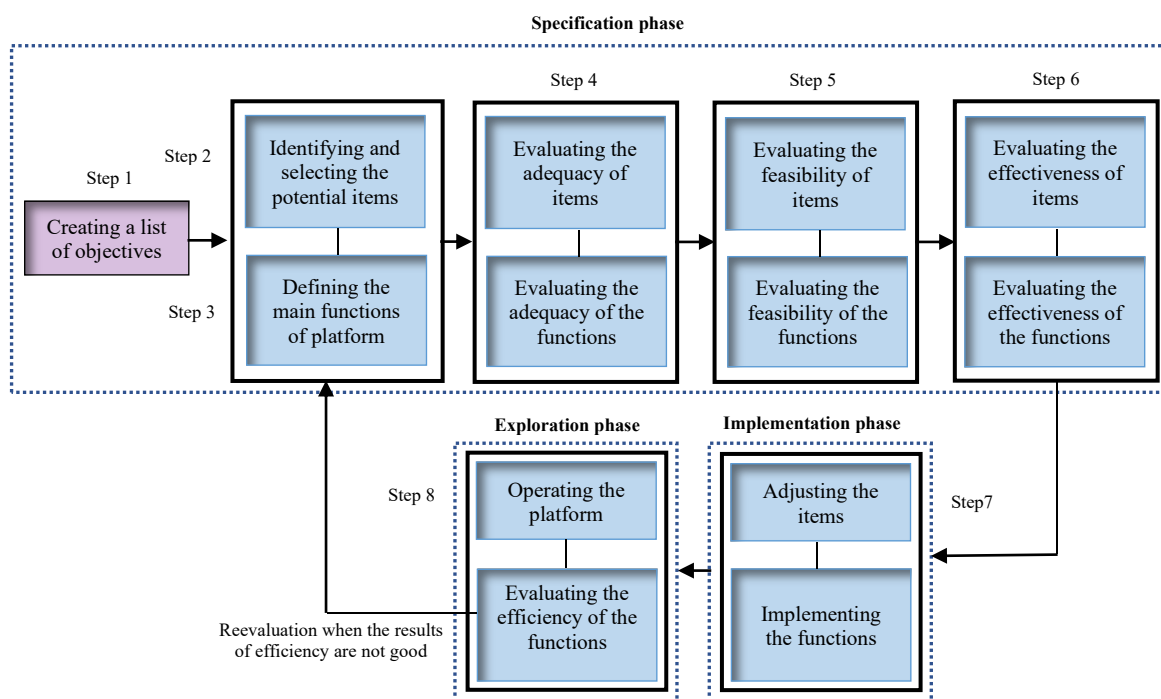 Specification phase
Step 1
Creating a list
of objectives
Step 2
Identifying and
selecting the
potential items
Step 3
Defining the
main functions
of platform
Step 4
Evaluating the
adequacy of
items
Evaluating the
adequacy of the
functions
Step 5
Evaluating the
feasibility of
items
Evaluating the
feasibility of the
functions
Step 6
Evaluating the
effectiveness of
items
Evaluating the
effectiveness of
the functions
Implementation phase
Step7
Adjusting the
items
Implementing
the functions
Exploration phase
Step 8
Operating the
platform
Evaluating the
efficiency of the
functions
Reevaluation when the results
of efficiency are not good